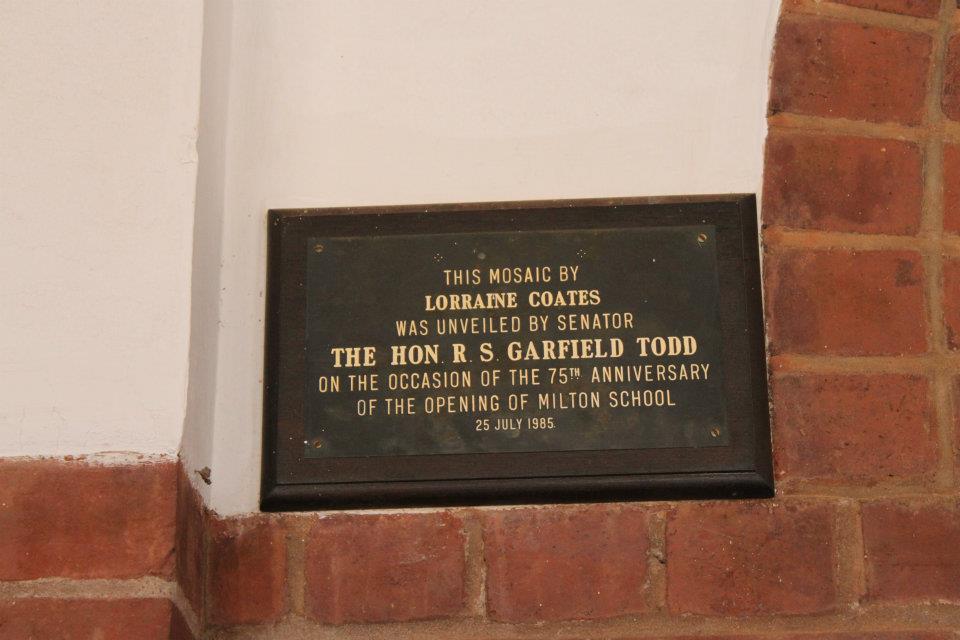 THIS MOSAIC BY
LORRAINE COATES
WAS UNVEILED BY SENATOR
THE HON. R. S. GARFIELD TODD
ON THE OCCASION OF THE 75TH ANNIVERSARY
OF THE OPENING OF MILTON SCHOOL
25 JULY 1985.